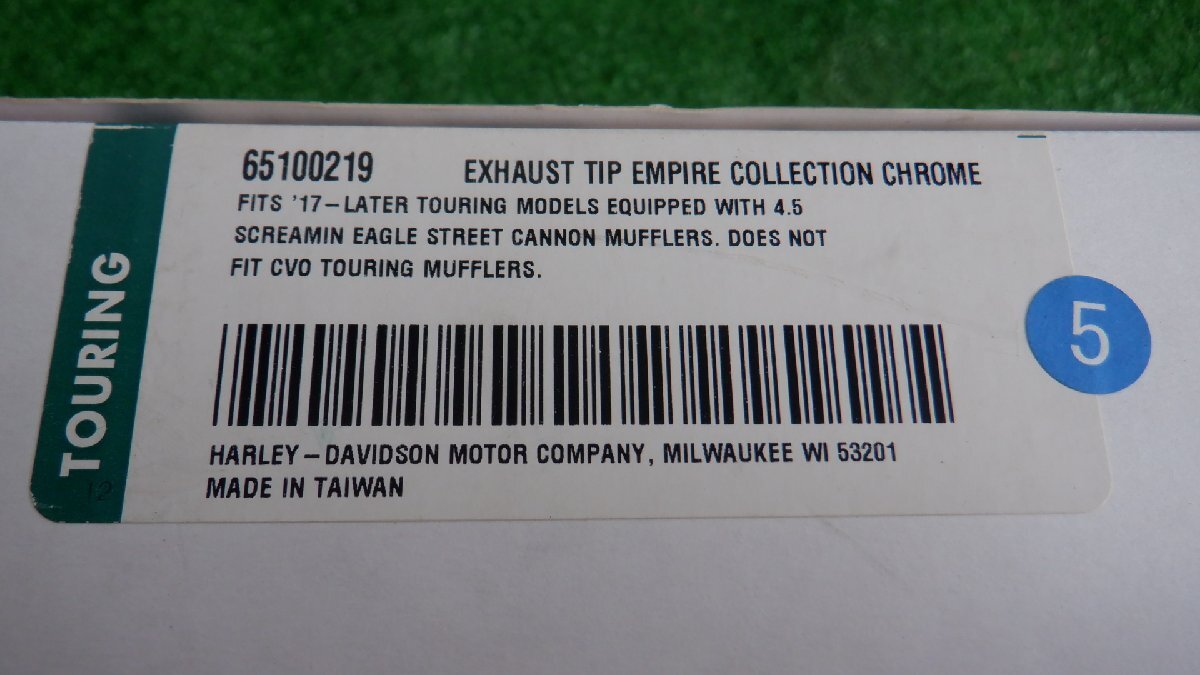 65100219 EXHAUST TIP EMPIRE COLLECTION CHROME
FITS '17-LATER TOURING MODELS EQUIPPED WITH 4.5
SCREAMIN EAGLE STREET CANNON MUFFLERS. DOES NOT
FIT CVO TOURING MUFFLERS.
HARLEY-DAVIDSON MOTOR COMPANY, MILWAUKEE WI 53201
MADE IN TAIWAN
TOURING
12
5